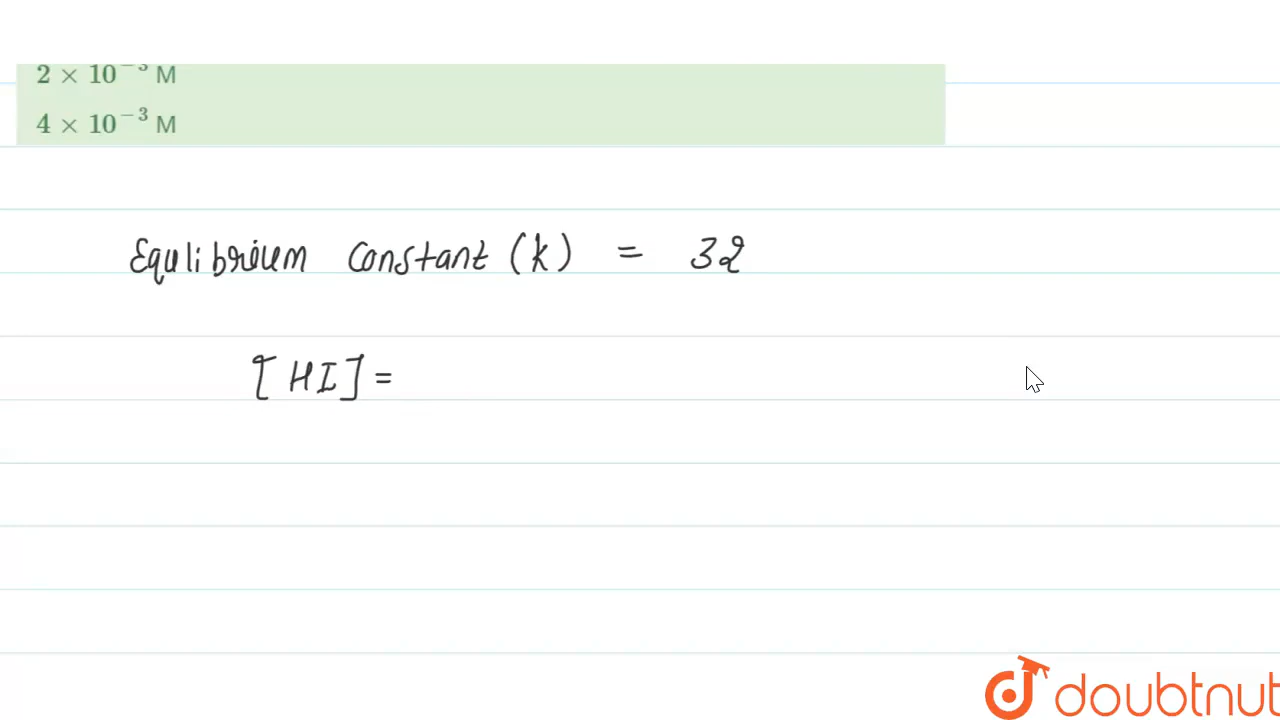 2 × 10⁻³ M
4 × 10⁻³ M
Equlibrium Constant (k) = 32
[HI] =
doubtnut